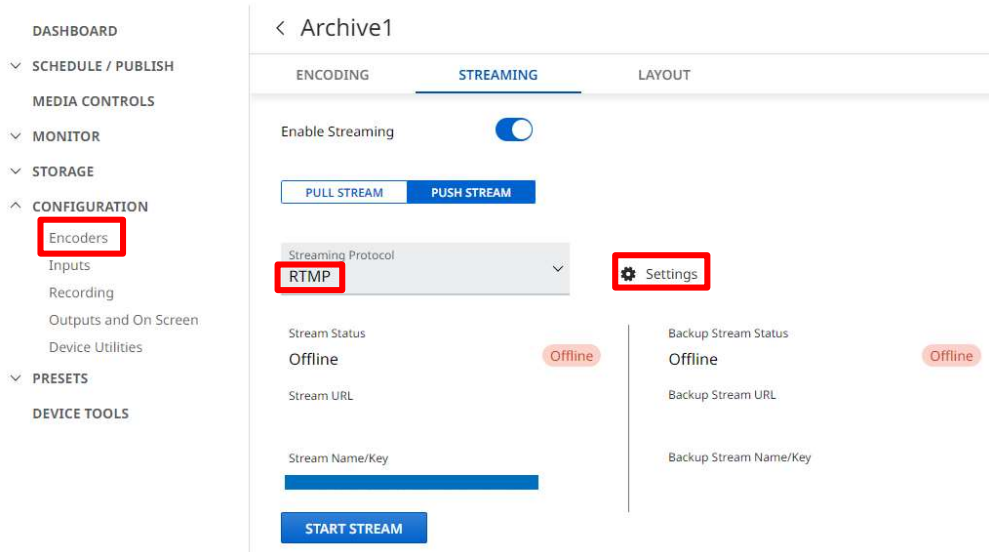 DASHBOARD
SCHEDULE / PUBLISH
MEDIA CONTROLS
MONITOR
STORAGE
CONFIGURATION
Encoders
Inputs
Recording
Outputs and On Screen
Device Utilities
PRESETS
DEVICE TOOLS
Archive1
ENCODING STREAMING LAYOUT
Enable Streaming
PULL STREAM PUSH STREAM
Streaming Protocol
RTMP
Settings
Stream Status
Offline Offline
Stream URL
Stream Name/Key
START STREAM
Backup Stream Status
Offline Offline
Backup Stream URL
Backup Stream Name/Key